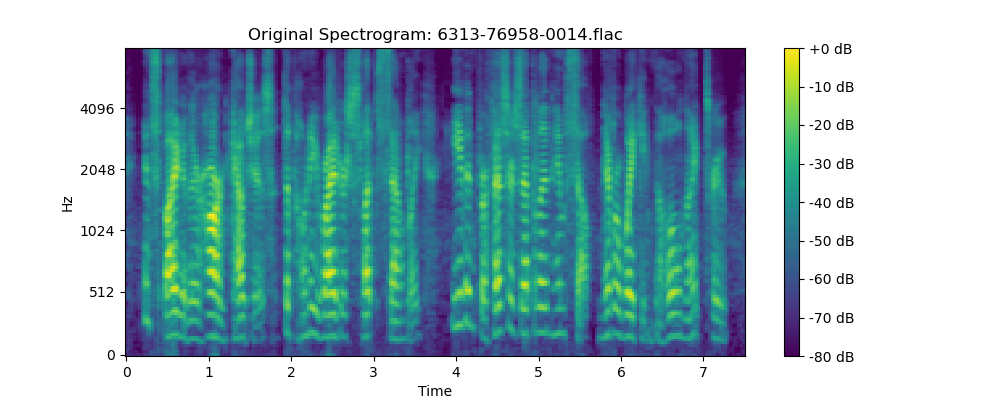 Original Spectrogram: 6313-76958-0014.flac
Hz
4096
2048
1024
512
0
0 1 2 3 4 5 6 7
Time
+0 dB
-10 dB
-20 dB
-30 dB
-40 dB
-50 dB
-60 dB
-70 dB
-80 dB